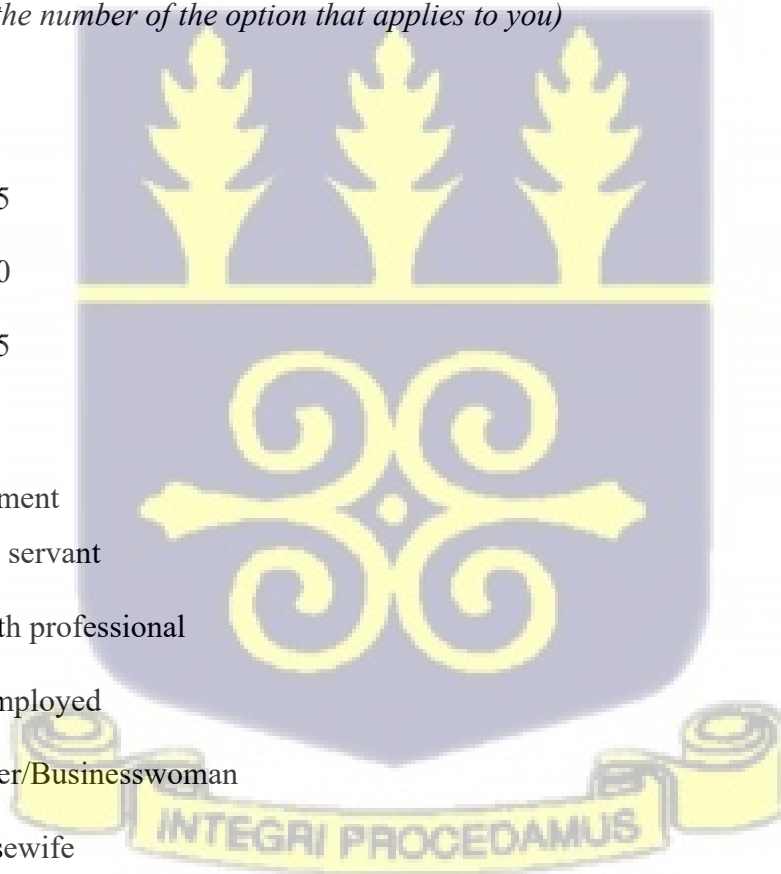 the number of the option that applies to you)
5
0
5
ment
servant
th professional
mployed
er/Businesswoman
sewife
INTEGRI PROCEDAMUS